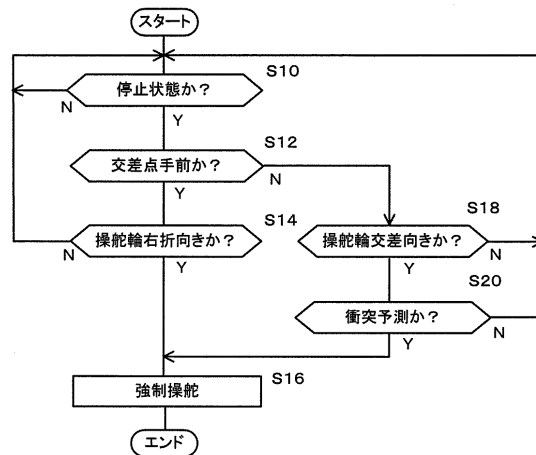 スタート
S10
停止状態か?
N
Y
S12
交差点手前か?
N
Y
S14
操舵輪右折向きか?
N
Y
S18
操舵輪交差向きか?
N
Y
S20
衝突予測か?
N
Y
S16
強制操舵
エンド